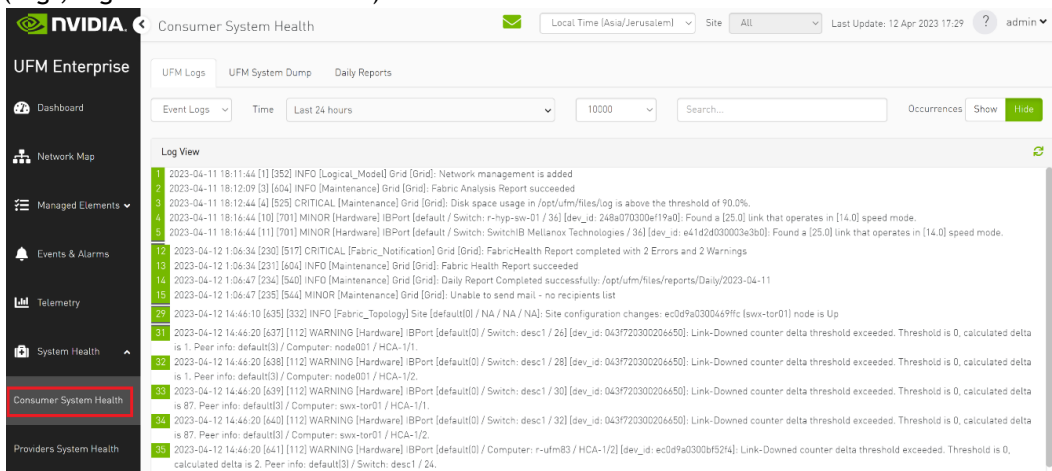 NVIDIA.
Consumer System Health
Local Time (Asia/Jerusalem)
Site
All
Last Update: 12 Apr 2023 17:29
?
admin
UFM Enterprise
UFM Logs
UFM System Dump
Daily Reports
Dashboard
Event Logs
Time
Last 24 hours
10000
Search...
Occurrences
Show
Hide
Network Map
Log View
1 2023-04-11 18:11:44 [1] [352] INFO [Logical_Model] Grid [Grid]: Network management is added
2 2023-04-11 18:12:09 [3] [604] INFO [Maintenance] Grid [Grid]: Fabric Analysis Report succeeded
3 2023-04-11 18:12:44 [4] [525] CRITICAL [Maintenance] Grid [Grid]: Disk space usage in /opt/ufm/files/log is above the threshold of 90.0%.
4 2023-04-11 18:16:44 [10] [701] MINOR [Hardware] IBPort [default / Switch: r-hyp-sw-01 / 36] [dev_id: 248a070300ef19a0]: Found a [25.0] link that operates in [14.0] speed mode.
5 2023-04-11 18:16:44 [11] [701] MINOR [Hardware] IBPort [default / Switch: SwitchIB Mellanox Technologies / 36] [dev_id: e41d2d030003e3b0]: Found a [25.0] link that operates in [14.0] speed mode.
12 2023-04-12 1:06:34 [230] [517] CRITICAL [Fabric_Notification] Grid [Grid]: FabricHealth Report completed with 2 Errors and 2 Warnings
13 2023-04-12 1:06:34 [231] [604] INFO [Maintenance] Grid [Grid]: Fabric Health Report succeeded
14 2023-04-12 1:06:47 [234] [540] INFO [Maintenance] Grid [Grid]: Daily Report Completed successfully: /opt/ufm/files/reports/Daily/2023-04-11
15 2023-04-12 1:06:47 [235] [544] MINOR [Maintenance] Grid [Grid]: Unable to send mail - no recipients list
29 2023-04-12 14:46:10 [635] [332] INFO [Fabric_Topology] Site [default(0) / NA / NA / NA]: Site configuration changes: ec0d9a0300469ffc (swx-tor01) node is Up
31 2023-04-12 14:46:20 [637] [112] WARNING [Hardware] IBPort [default(0) / Switch: desc1 / 26] [dev_id: 043f720300206650]: Link-Downed counter delta threshold exceeded. Threshold is 0, calculated delta
is 1. Peer info: default(3) / Computer: node001 / HCA-1/1.
32 2023-04-12 14:46:20 [638] [112] WARNING [Hardware] IBPort [default(0) / Switch: desc1 / 28] [dev_id: 043f720300206650]: Link-Downed counter delta threshold exceeded. Threshold is 0, calculated delta
is 1. Peer info: default(3) / Computer: node001 / HCA-1/2.
33 2023-04-12 14:46:20 [639] [112] WARNING [Hardware] IBPort [default(0) / Switch: desc1 / 30] [dev_id: 043f720300206650]: Link-Downed counter delta threshold exceeded. Threshold is 0, calculated delta
is 87. Peer info: default(3) / Computer: swx-tor01 / HCA-1/1.
34 2023-04-12 14:46:20 [640] [112] WARNING [Hardware] IBPort [default(0) / Switch: desc1 / 32] [dev_id: 043f720300206650]: Link-Downed counter delta threshold exceeded. Threshold is 0, calculated delta
is 87. Peer info: default(3) / Computer: swx-tor01 / HCA-1/2.
35 2023-04-12 14:46:20 [641] [112] WARNING [Hardware] IBPort [default(0) / Computer: r-ufm83 / HCA-1/2] [dev_id: ec0d9a0300bf52f4]: Link-Downed counter delta threshold exceeded. Threshold is 0,
calculated delta is 2. Peer info: default(3) / Switch: desc1 / 24.
Managed Elements
Events & Alarms
Telemetry
System Health
Consumer System Health
Providers System Health